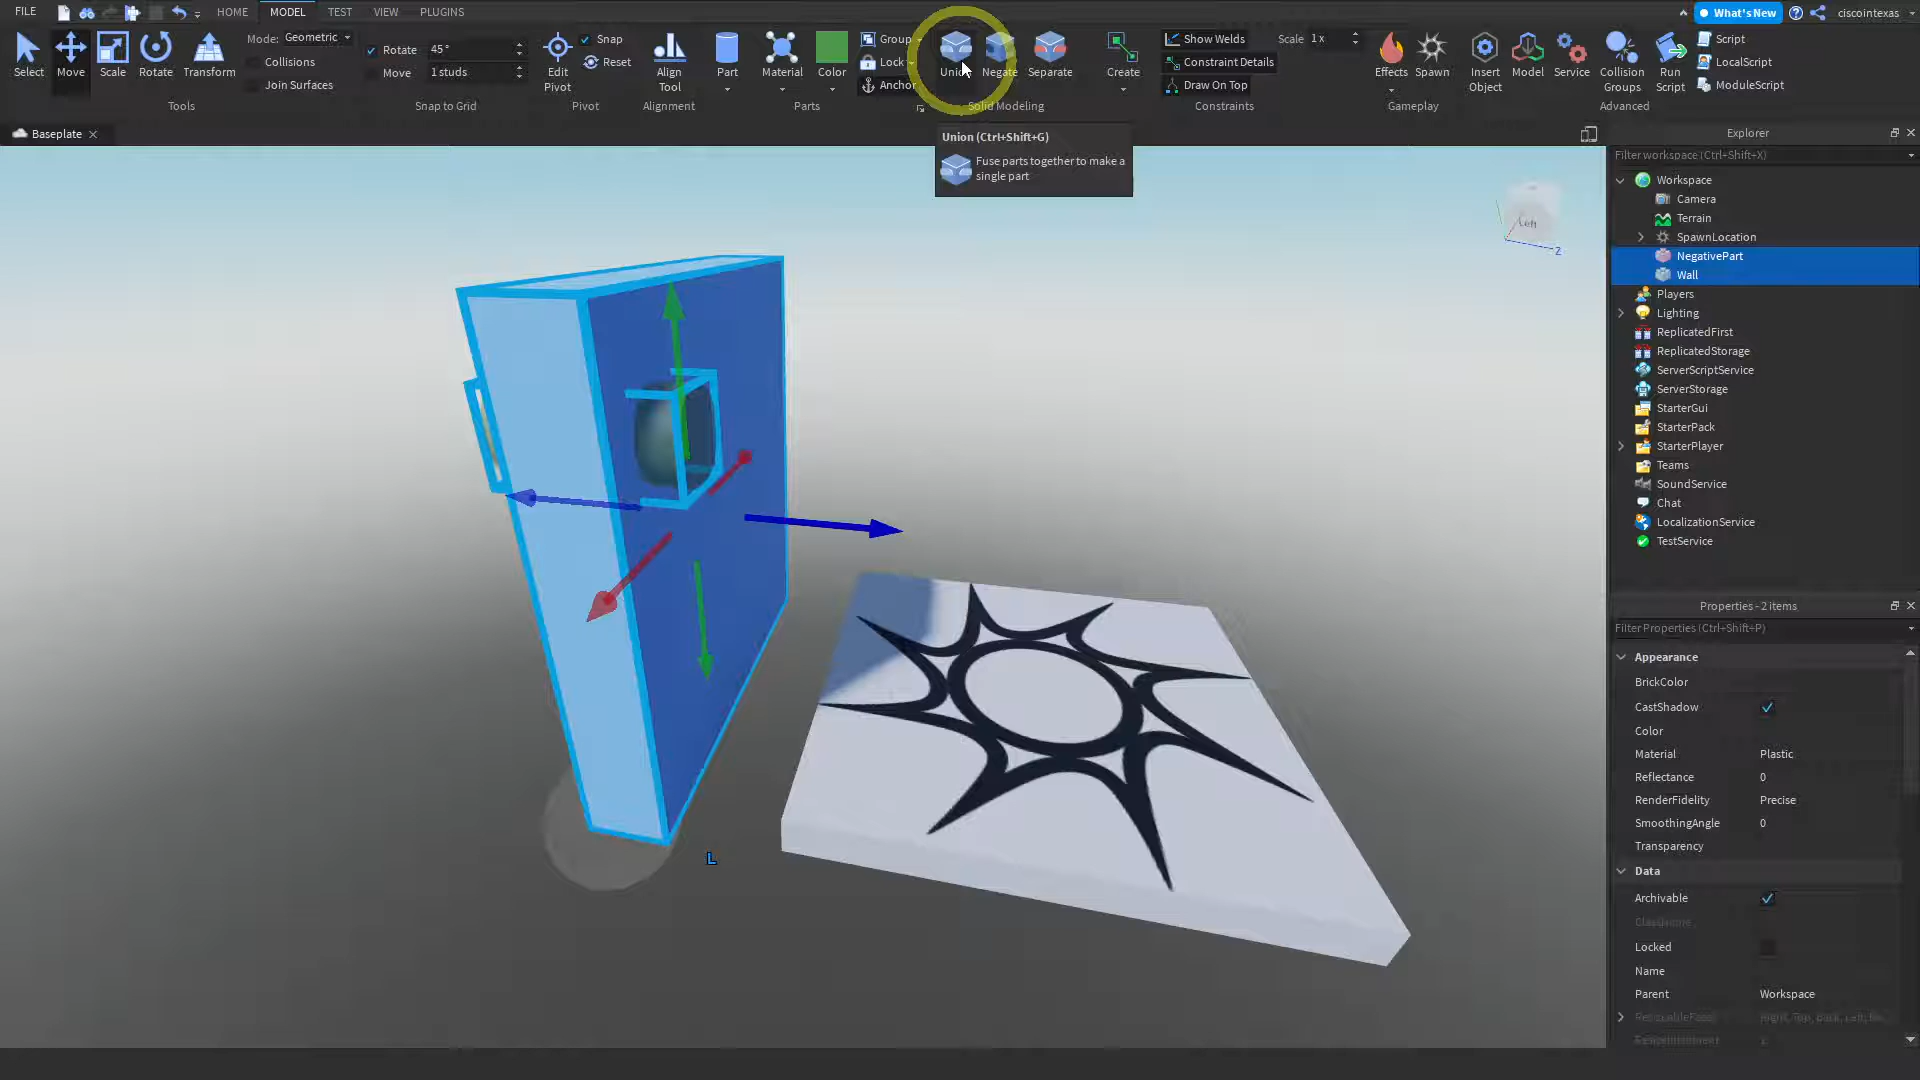 FILE
HOME
MODEL
TEST
VIEW
PLUGINS
What's New
ciscointexas
Select
Move
Scale
Rotate
Transform
Mode: Geometric
Collisions
Join Surfaces
Tools
Rotate 45°
Move 1 studs
Snap to Grid
Edit
Pivot
Snap
Reset
Pivot
Align
Tool
Alignment
Part
Material
Color
Group
Lock
Anchor
Parts
Union
Negate
Separate
Solid Modeling
Create
Show Welds
Scale 1 x
Constraint Details
Draw On Top
Constraints
Effects
Spawn
Gameplay
Insert
Object
Model
Service
Collision
Groups
Run
Script
Script
LocalScript
ModuleScript
Advanced
Baseplate
Union (Ctrl+Shift+G)
Fuse parts together to make a
single part
Left
Z
L
Explorer
Filter workspace (Ctrl+Shift+X)
Workspace
Camera
Terrain
SpawnLocation
NegativePart
Wall
Players
Lighting
ReplicatedFirst
ReplicatedStorage
ServerScriptService
ServerStorage
StarterGui
StarterPack
StarterPlayer
Teams
SoundService
Chat
LocalizationService
TestService
Properties - 2 items
Filter Properties (Ctrl+Shift+P)
Appearance
BrickColor
CastShadow
Color
Material Plastic
Reflectance 0
RenderFidelity Precise
SmoothingAngle 0
Transparency
Data
Archivable
ClassName
Locked
Name
Parent Workspace